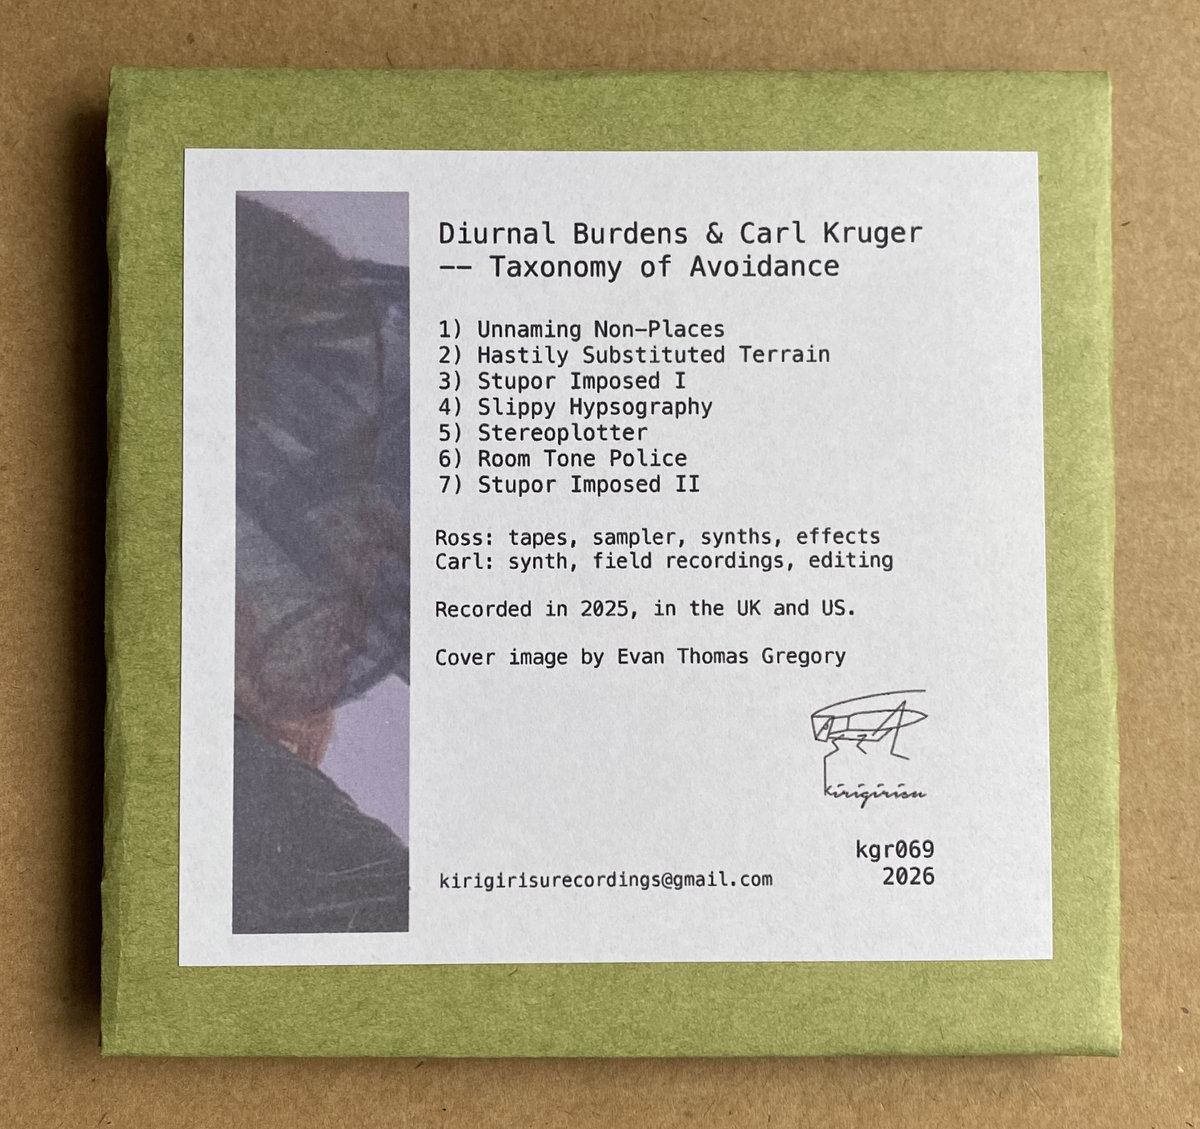 Diurnal Burdens & Carl Kruger
—— Taxonomy of Avoidance
1) Unnaming Non-Places
2) Hastily Substituted Terrain
3) Stupor Imposed I
4) Slippy Hypsography
5) Stereoplotter
6) Room Tone Police
7) Stupor Imposed II
Ross: tapes, sampler, synths, effects
Carl: synth, field recordings, editing
Recorded in 2025, in the UK and US.
Cover image by Evan Thomas Gregory
kirigirisu
kgr069
2026
kirigirisurecordings@gmail.com